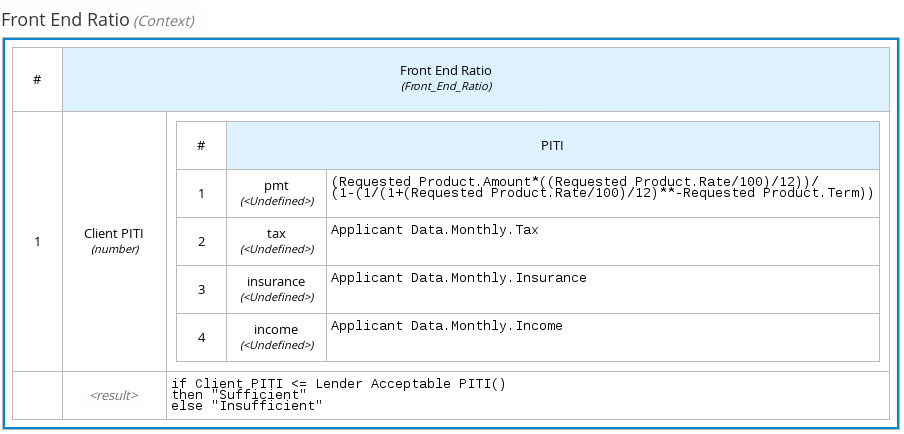 Front End Ratio (Context)
#
Front End Ratio
(Front_End_Ratio)
1
Client PITI
(number)
#
PITI
1
pmt
(<Undefined>)
(Requested Product.Amount*((Requested Product.Rate/100)/12))/
(1-(1/(1+(Requested Product.Rate/100)/12)**-Requested Product.Term))
2
tax
(<Undefined>)
Applicant Data.Monthly.Tax
3
insurance
(<Undefined>)
Applicant Data.Monthly.Insurance
4
income
(<Undefined>)
Applicant Data.Monthly.Income
<result>
if Client PITI <= Lender Acceptable PITI()
then "Sufficient"
else "Insufficient"